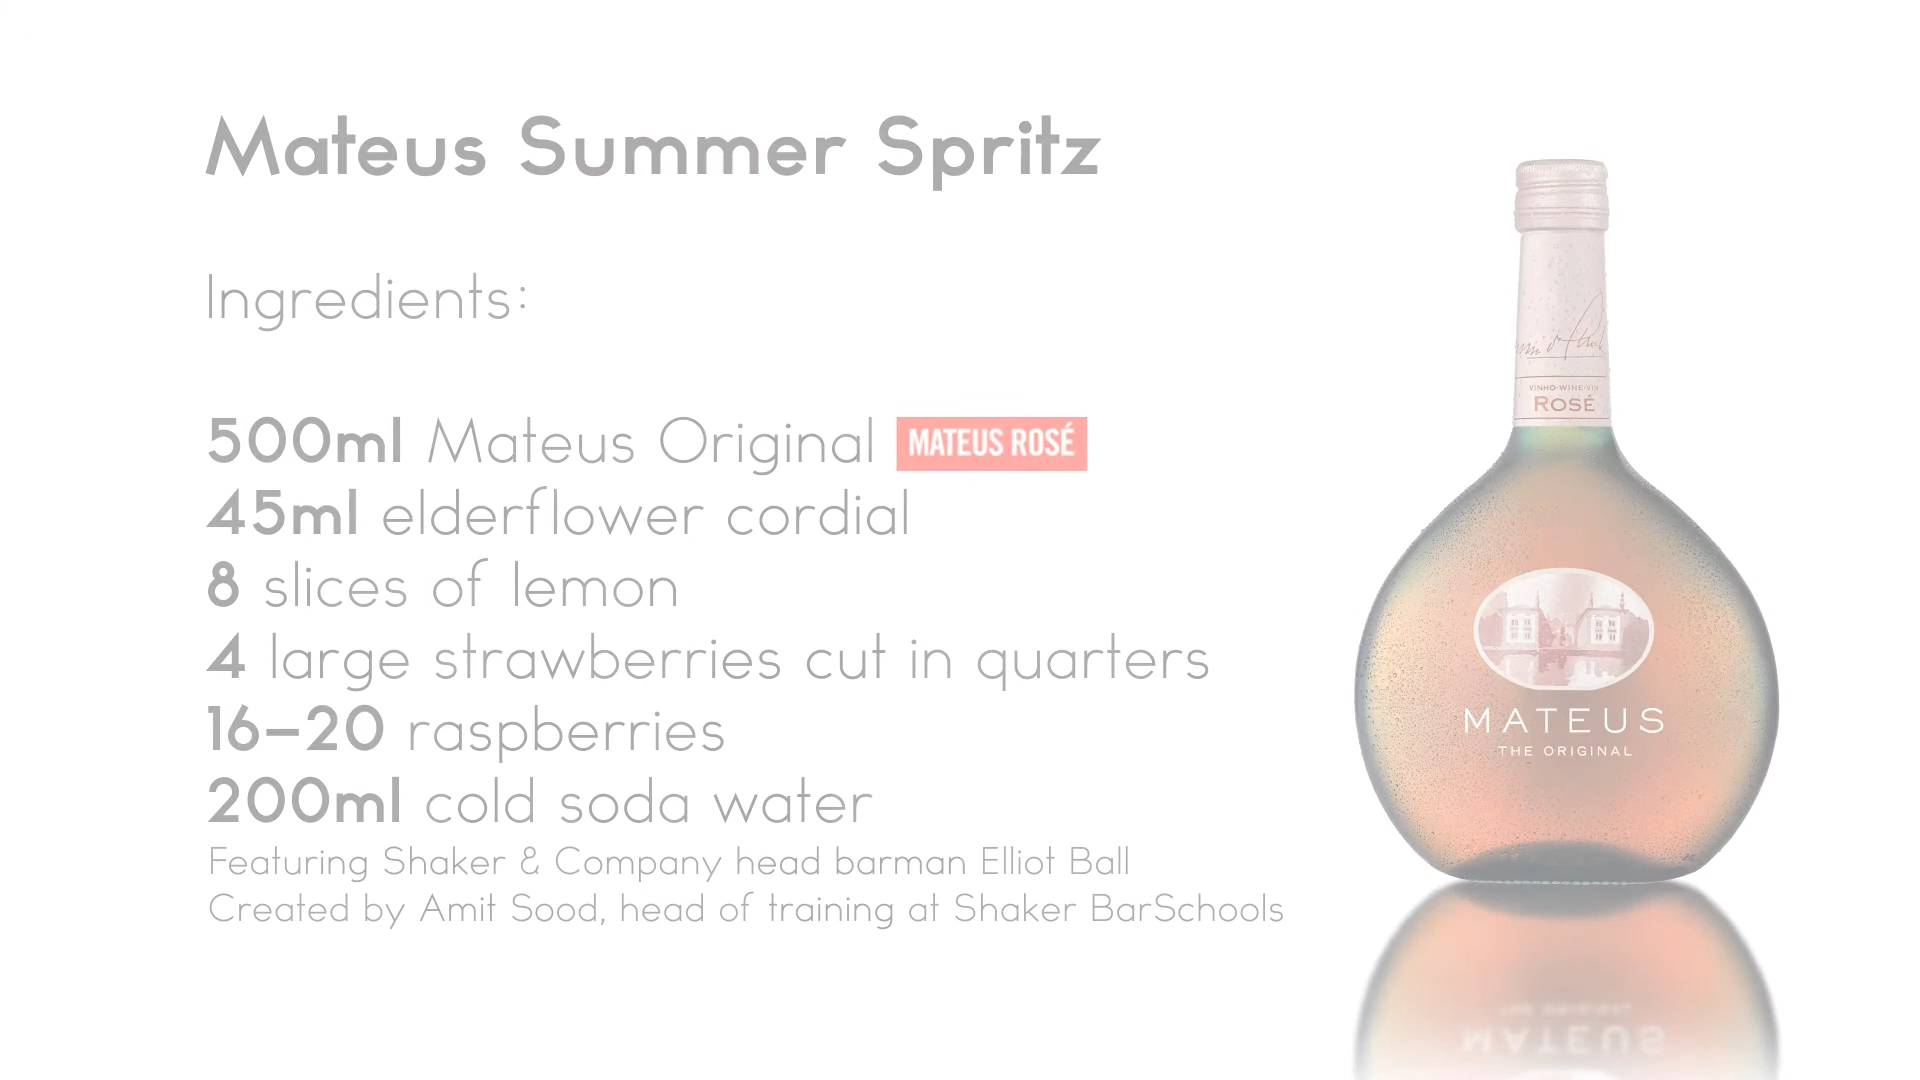 Mateus Summer Spritz
Ingredients:
500ml Mateus Original MATEUS ROSÉ
45ml elderflower cordial
8 slices of lemon
4 large strawberries cut in quarters
16–20 raspberries
200ml cold soda water
Featuring Shaker & Company head barman Elliot Ball
Created by Amit Sood, head of training at Shaker BarSchools
VINHO·WINE·VIN
ROSÉ
MATEUS
THE ORIGINAL